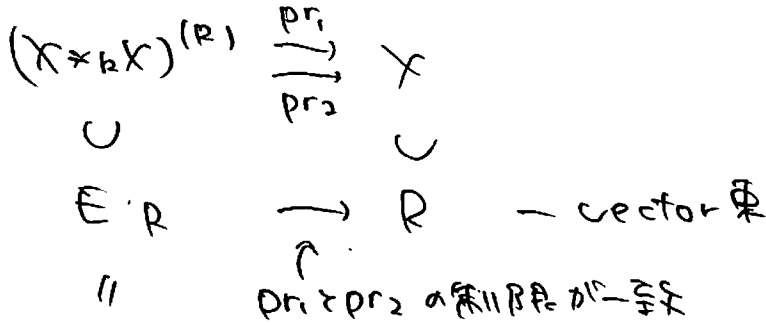 (X*ₖX)^(R) pr₁ ⇉ pr₂ X
∪ ∪
E・R → R — vector束
〃 ↑ pr₁とpr₂の制限が一致